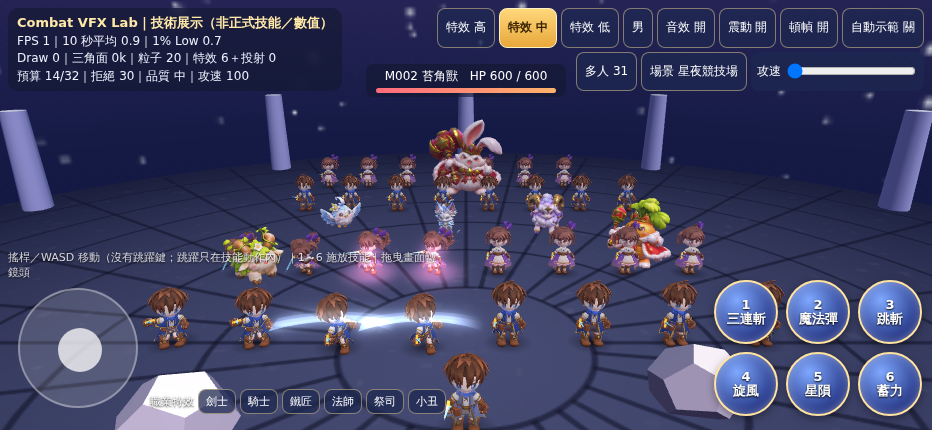 Combat VFX Lab｜技術展示（非正式技能／數值）
FPS 1｜10 秒平均 0.9｜1% Low 0.7
Draw 0｜三角面 0k｜粒子 20｜特效 6＋投射 0
預算 14/32｜拒絕 30｜品質 中｜攻速 100
特效 高
特效 中
特效 低
男
音效 開
震動 開
頓幀 開
自動示範 關
M002 苔角獸 HP 600 / 600
多人 31
場景 星夜競技場
攻速
搖桿／WASD 移動（沒有跳躍鍵；跳躍只在技能動作內）｜1～6 施放技能｜拖曳畫面
鏡頭
1
三連斬
2
魔法彈
3
跳斬
4
旋風
5
星隕
6
蓄力
職業特效
劍士
騎士
鐵匠
法師
祭司
小丑